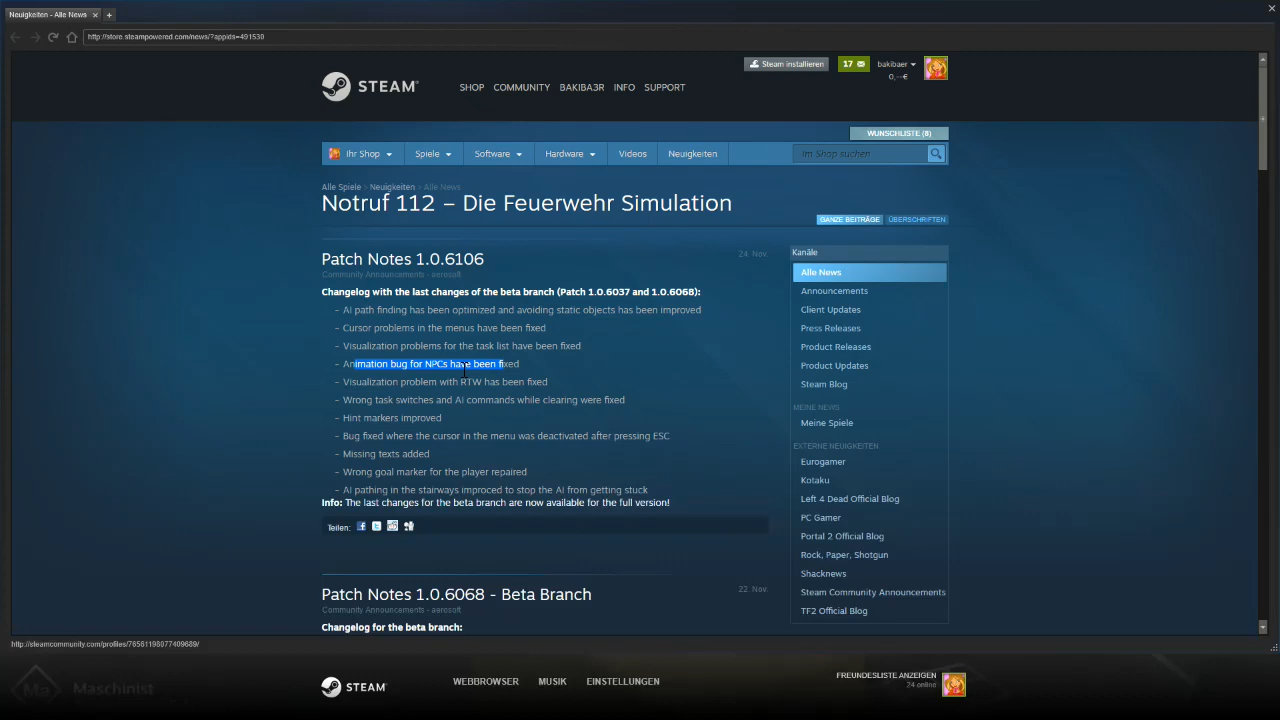 Neuigkeiten - Alle News
http://store.steampowered.com/news/?appids=491530
Steam installieren
17
bakibaer
0,--€
STEAM
SHOP COMMUNITY BAKIBA3R INFO SUPPORT
WUNSCHLISTE (8)
Ihr Shop Spiele Software Hardware Videos Neuigkeiten
Im Shop suchen
Alle Spiele > Neuigkeiten > Alle News
Notruf 112 – Die Feuerwehr Simulation
GANZE BEITRÄGE ÜBERSCHRIFTEN
Patch Notes 1.0.6106
24. Nov.
Community Announcements - aerosoft
Changelog with the last changes of the beta branch (Patch 1.0.6037 and 1.0.6068):
– AI path finding has been optimized and avoiding static objects has been improved
– Cursor problems in the menus have been fixed
– Visualization problems for the task list have been fixed
– Animation bug for NPCs have been fixed
– Visualization problem with RTW has been fixed
– Wrong task switches and AI commands while clearing were fixed
– Hint markers improved
– Bug fixed where the cursor in the menu was deactivated after pressing ESC
– Missing texts added
– Wrong goal marker for the player repaired
– AI pathing in the stairways improced to stop the AI from getting stuck
Info: The last changes for the beta branch are now available for the full version!
Teilen:
Patch Notes 1.0.6068 - Beta Branch
22. Nov.
Community Announcements - aerosoft
Changelog for the beta branch:
Kanäle
Alle News
Announcements
Client Updates
Press Releases
Product Releases
Product Updates
Steam Blog
MEINE NEWS
Meine Spiele
EXTERNE NEUIGKEITEN
Eurogamer
Kotaku
Left 4 Dead Official Blog
PC Gamer
Portal 2 Official Blog
Rock, Paper, Shotgun
Shacknews
Steam Community Announcements
TF2 Official Blog
http://steamcommunity.com/profiles/76561198077409689/
Ma Maschinist
STEAM
WEBBROWSER MUSIK EINSTELLUNGEN
FREUNDESLISTE ANZEIGEN
24 online